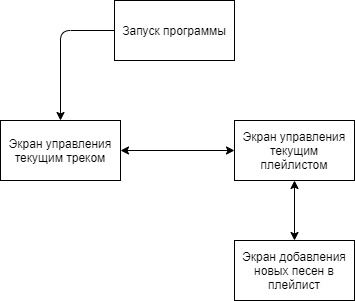 Запуск программы
Экран управления
текущим треком
Экран управления
текущим
плейлистом
Экран добавления
новых песен в
плейлист